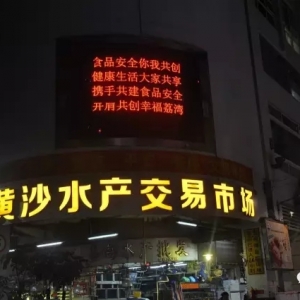 食品安全你我共创
健康生活大家共享
携手共建食品安全
开启共创幸福荔湾
黄沙水产交易市场